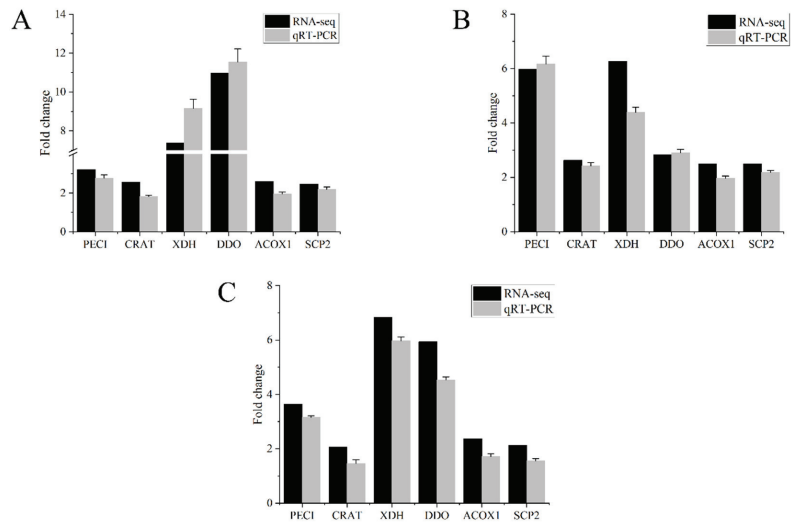 A
RNA-seq
qRT-PCR
Fold change
14
12
10
8
4
2
0
PECI CRAT XDH DDO ACOX1 SCP2
B
RNA-seq
qRT-PCR
Fold change
8
6
4
2
0
PECI CRAT XDH DDO ACOX1 SCP2
C
RNA-seq
qRT-PCR
Fold change
8
6
4
2
0
PECI CRAT XDH DDO ACOX1 SCP2